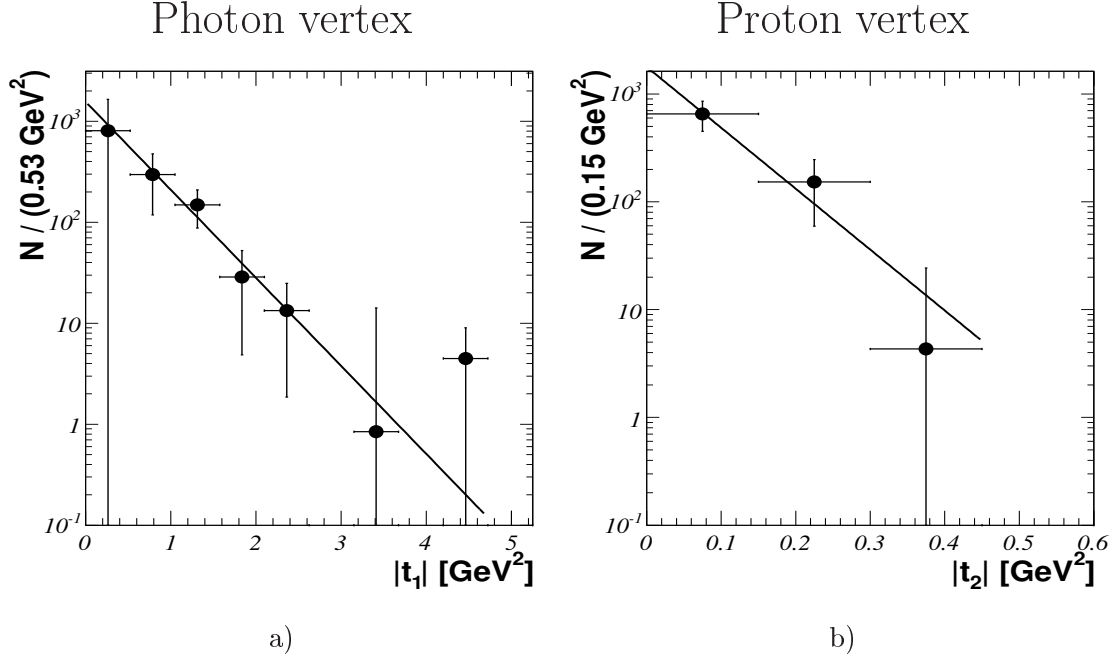 Photon vertex
N / (0.53 GeV²)
10³
10²
10
1
10⁻¹
0 1 2 3 4 5
|t₁| [GeV²]
a)
Proton vertex
N / (0.15 GeV²)
10³
10²
10
1
10⁻¹
0 0.1 0.2 0.3 0.4 0.5 0.6
|t₂| [GeV²]
b)